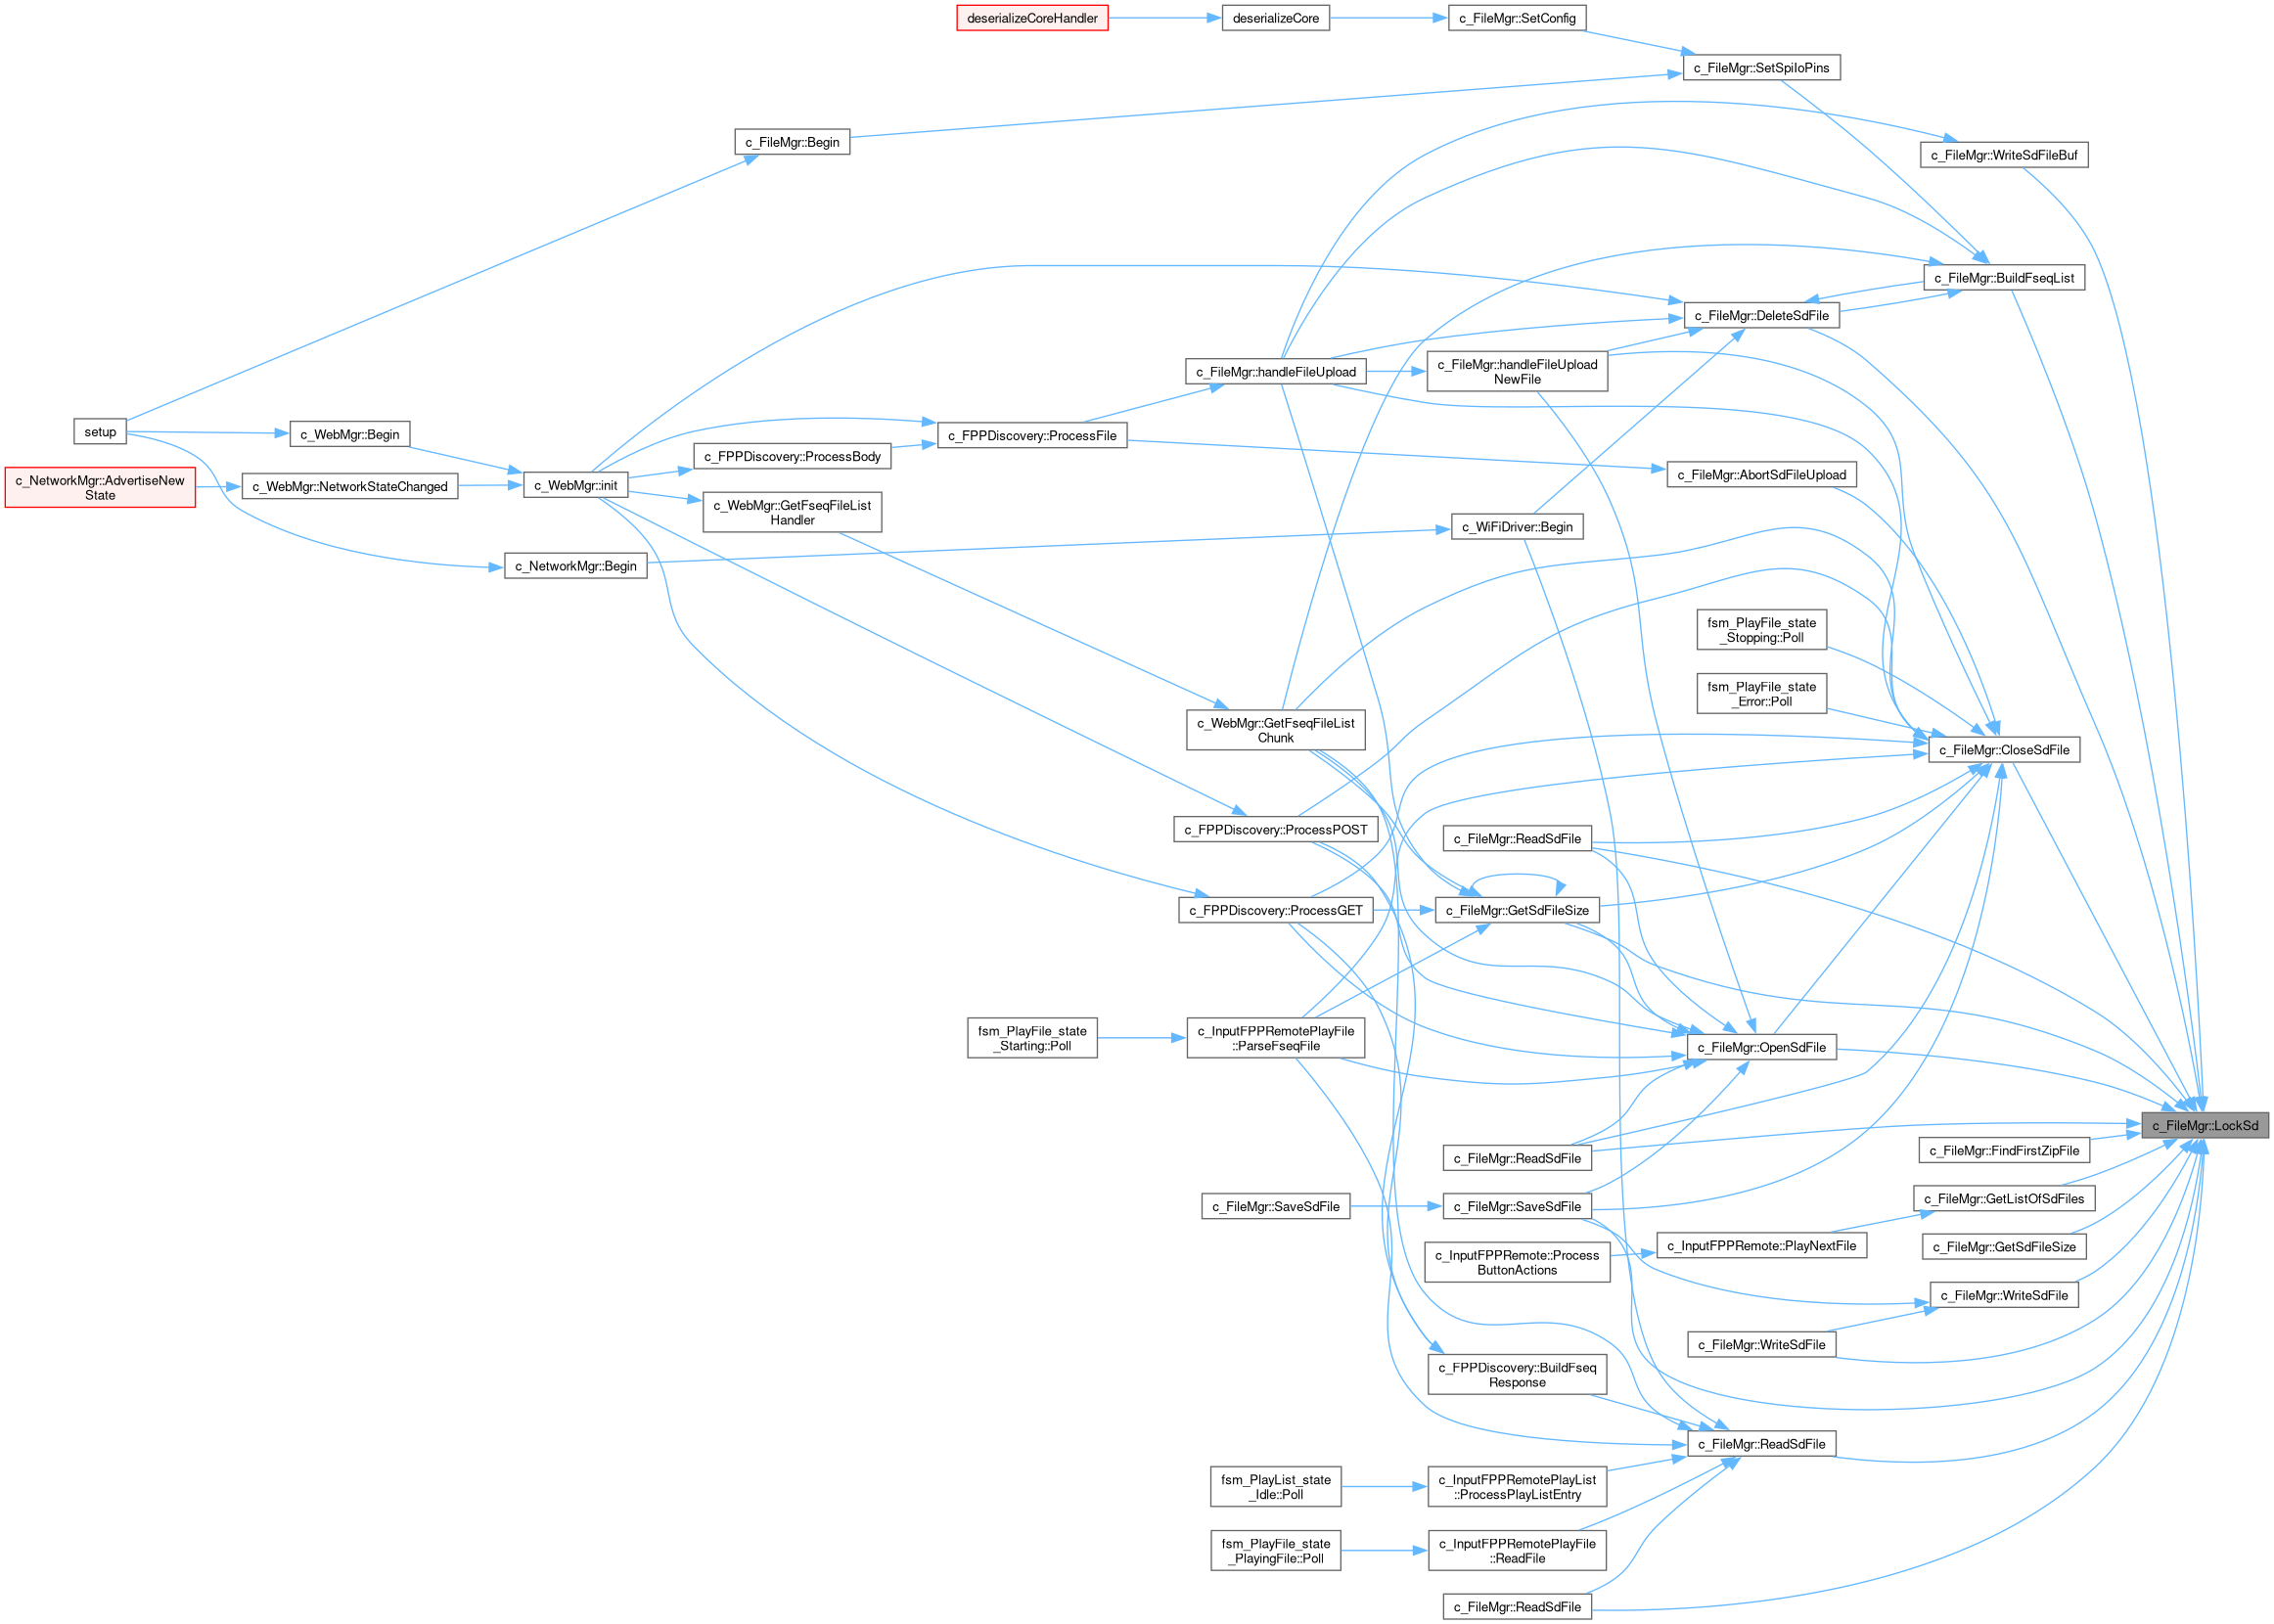 deserializeCoreHandler
deserializeCore
c_FileMgr::SetConfig
c_FileMgr::SetSpiIoPins
c_FileMgr::Begin
c_FileMgr::WriteSdFileBuf
c_FileMgr::BuildFseqList
c_FileMgr::DeleteSdFile
c_FileMgr::handleFileUpload
c_FileMgr::handleFileUpload
NewFile
setup
c_WebMgr::Begin
c_FPPDiscovery::ProcessFile
c_FPPDiscovery::ProcessBody
c_FileMgr::AbortSdFileUpload
c_NetworkMgr::AdvertiseNew
State
c_WebMgr::NetworkStateChanged
c_WebMgr::init
c_WebMgr::GetFseqFileList
Handler
c_WiFiDriver::Begin
c_NetworkMgr::Begin
fsm_PlayFile_state
_Stopping::Poll
fsm_PlayFile_state
_Error::Poll
c_WebMgr::GetFseqFileList
Chunk
c_FileMgr::CloseSdFile
c_FPPDiscovery::ProcessPOST
c_FileMgr::ReadSdFile
c_FPPDiscovery::ProcessGET
c_FileMgr::GetSdFileSize
fsm_PlayFile_state
_Starting::Poll
c_InputFPPRemotePlayFile
::ParseFseqFile
c_FileMgr::OpenSdFile
c_FileMgr::LockSd
c_FileMgr::ReadSdFile
c_FileMgr::FindFirstZipFile
c_FileMgr::SaveSdFile
c_FileMgr::SaveSdFile
c_FileMgr::GetListOfSdFiles
c_InputFPPRemote::Process
ButtonActions
c_InputFPPRemote::PlayNextFile
c_FileMgr::GetSdFileSize
c_FileMgr::WriteSdFile
c_FileMgr::WriteSdFile
c_FPPDiscovery::BuildFseq
Response
c_FileMgr::ReadSdFile
fsm_PlayList_state
_Idle::Poll
c_InputFPPRemotePlayList
::ProcessPlayListEntry
fsm_PlayFile_state
_PlayingFile::Poll
c_InputFPPRemotePlayFile
::ReadFile
c_FileMgr::ReadSdFile